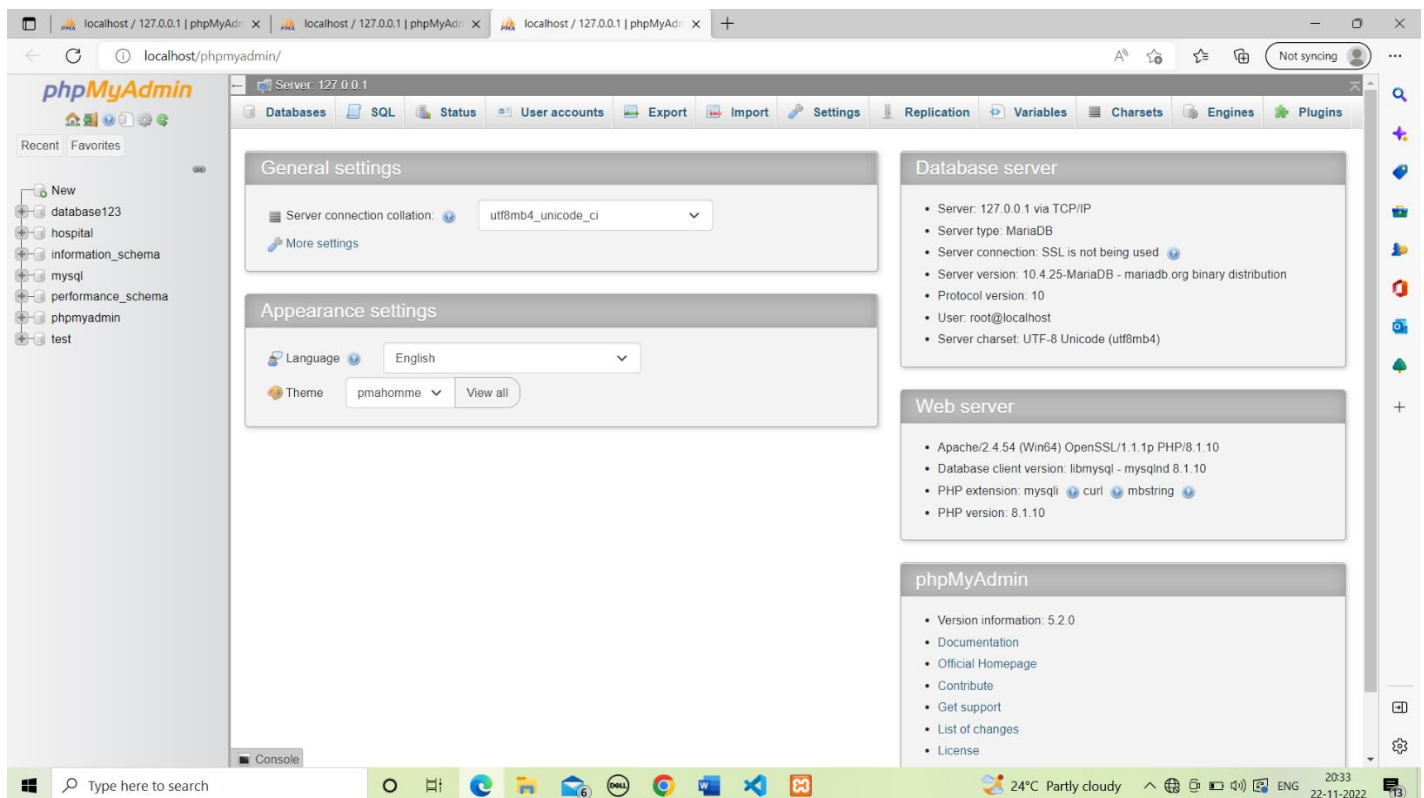 localhost / 127.0.0.1 | phpMyAdn
localhost / 127.0.0.1 | phpMyAdn
localhost / 127.0.0.1 | phpMyAdn
localhost/phpmyadmin/
Not syncing
phpMyAdmin
Recent Favorites
New
database123
hospital
information_schema
mysql
performance_schema
phpmyadmin
test
Server: 127.0.0.1
Databases SQL Status User accounts Export Import Settings Replication Variables Charsets Engines Plugins
General settings
Server connection collation: utf8mb4_unicode_ci
More settings
Appearance settings
Language English
Theme pmahomme View all
Database server
Server: 127.0.0.1 via TCP/IP
Server type: MariaDB
Server connection: SSL is not being used
Server version: 10.4.25-MariaDB - mariadb.org binary distribution
Protocol version: 10
User: root@localhost
Server charset: UTF-8 Unicode (utf8mb4)
Web server
Apache/2.4.54 (Win64) OpenSSL/1.1.1p PHP/8.1.10
Database client version: libmysql - mysqlnd 8.1.10
PHP extension: mysqli curl mbstring
PHP version: 8.1.10
phpMyAdmin
Version information: 5.2.0
Documentation
Official Homepage
Contribute
Get support
List of changes
License
Console
Type here to search
6
DELL
24°C Partly cloudy
ENG
20:33
22-11-2022
13